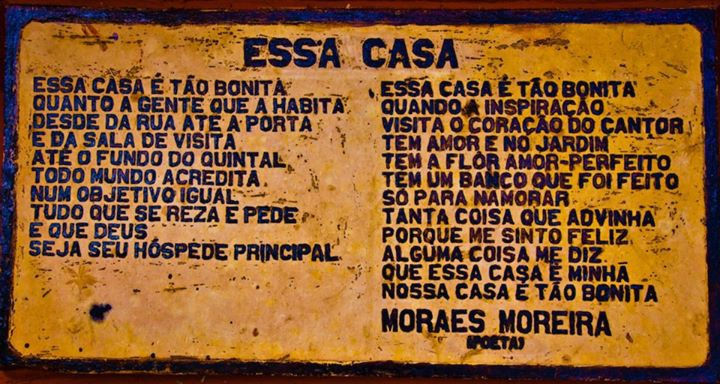 ESSA CASA
ESSA CASA É TÃO BONITA
QUANTO A GENTE QUE A HABITA
DESDE DA RUA ATÉ A PORTA
E DA SALA DE VISITA
ATÉ O FUNDO DO QUINTAL
TODO MUNDO ACREDITA
NUM OBJETIVO IGUAL
TUDO QUE SE REZA E PEDE
E QUE DEUS
SEJA SEU HÓSPEDE PRINCIPAL
ESSA CASA É TÃO BONITA
QUANDO A INSPIRAÇÃO
VISITA O CORAÇÃO DO CANTOR
TEM AMOR E NO JARDIM
TEM A FLOR AMOR-PERFEITO
TEM UM BANCO QUE FOI FEITO
SÓ PARA NAMORAR
TANTA COISA QUE ADVINHA
PORQUE ME SINTO FELIZ
ALGUMA COISA ME DIZ
QUE ESSA CASA É MINHA
NOSSA CASA É TÃO BONITA
MORAES MOREIRA
(POETA)